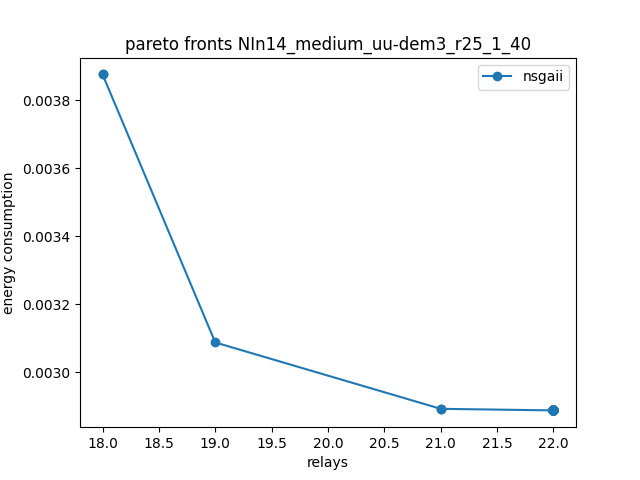 pareto fronts NIn14_medium_uu-dem3_r25_1_40
nsgaii
0.0038
0.0036
0.0034
0.0032
0.0030
energy consumption
18.0 18.5 19.0 19.5 20.0 20.5 21.0 21.5 22.0
relays